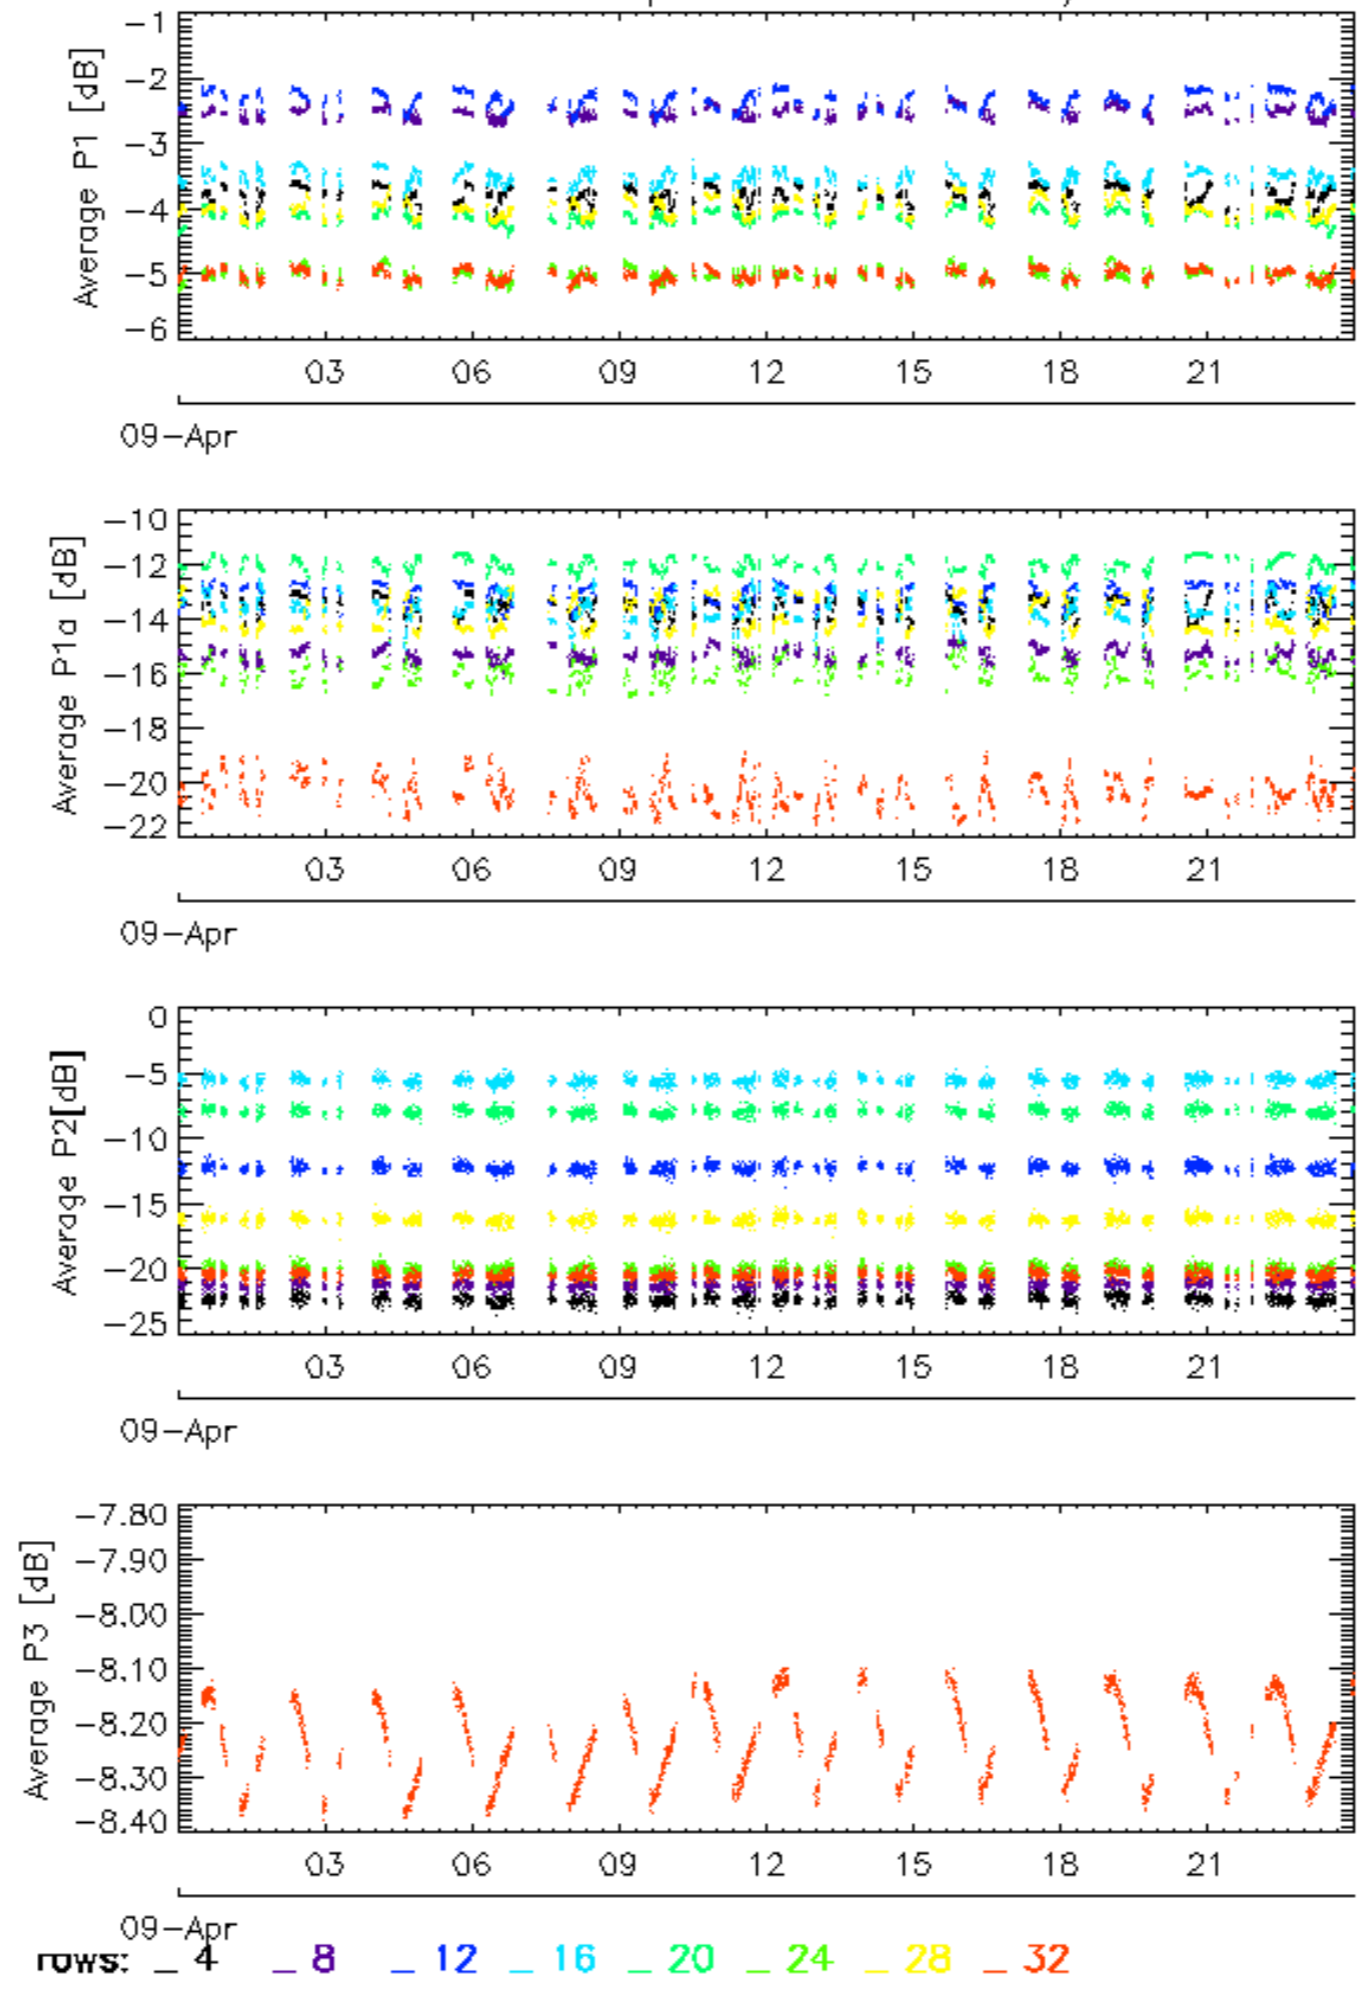 -1
-2
-3
-4
-5
-6
Average P1 [dB]
03 06 09 12 15 18 21
09-Apr
-10
-12
-14
-16
-18
-20
-22
Average P1a [dB]
03 06 09 12 15 18 21
09-Apr
0
-5
-10
-15
-20
-25
Average P2[dB]
03 06 09 12 15 18 21
09-Apr
-7.80
-7.90
-8.00
-8.10
-8.20
-8.30
-8.40
Average P3 [dB]
03 06 09 12 15 18 21
09-Apr
rows: _ 4 _ 8 _ 12 _ 16 _ 20 _ 24 _ 28 _ 32